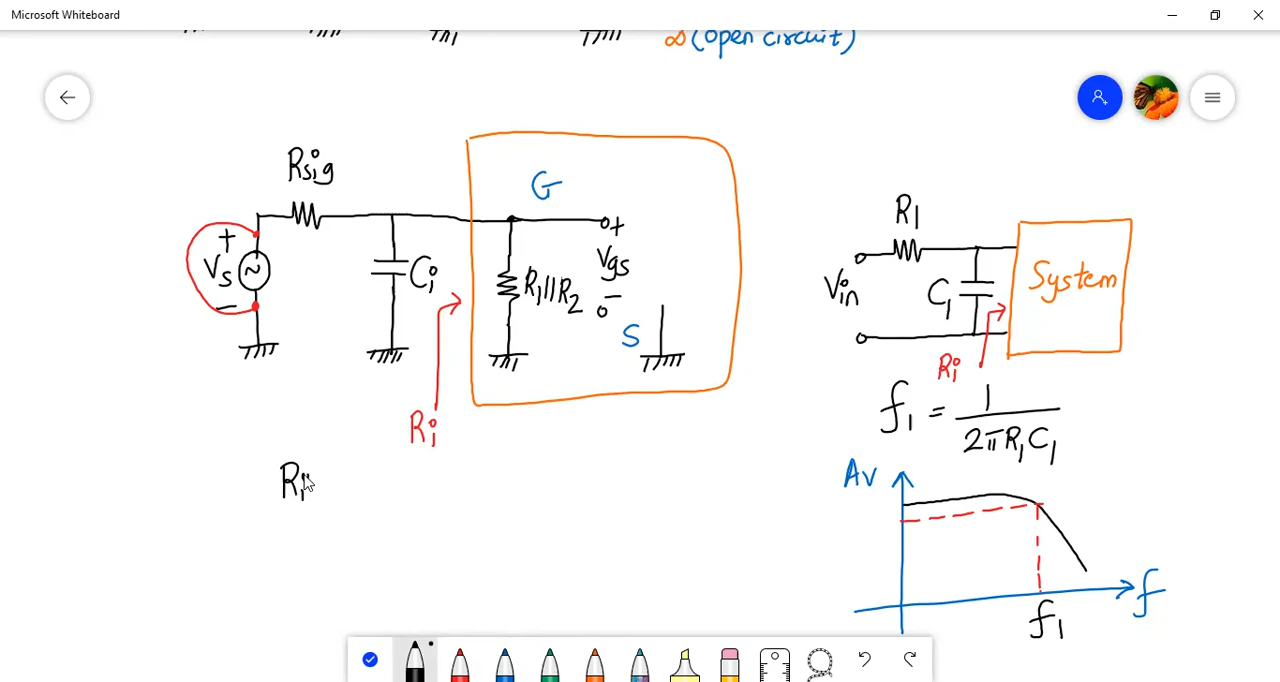 Microsoft Whiteboard
∞ (open circuit)
Rsig
G
+
Vs
−
Ci
R1||R2
+
Vgs
−
S
Ri
Ri
R1
Vin
C1
System
Ri
f1 = 1 / 2πR1C1
Av
f
f1